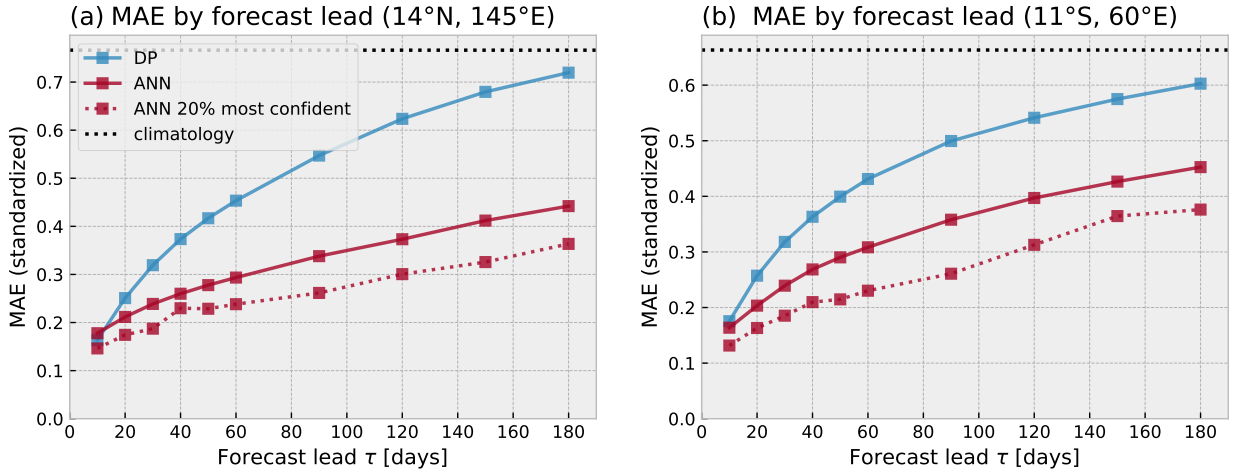 (a) MAE by forecast lead (14°N, 145°E)
DP
ANN
ANN 20% most confident
climatology
MAE (standardized)
0.7
0.6
0.5
0.4
0.3
0.2
0.1
0.0
0 20 40 60 80 100 120 140 160 180
Forecast lead τ [days]
(b) MAE by forecast lead (11°S, 60°E)
MAE (standardized)
0.6
0.5
0.4
0.3
0.2
0.1
0.0
0 20 40 60 80 100 120 140 160 180
Forecast lead τ [days]